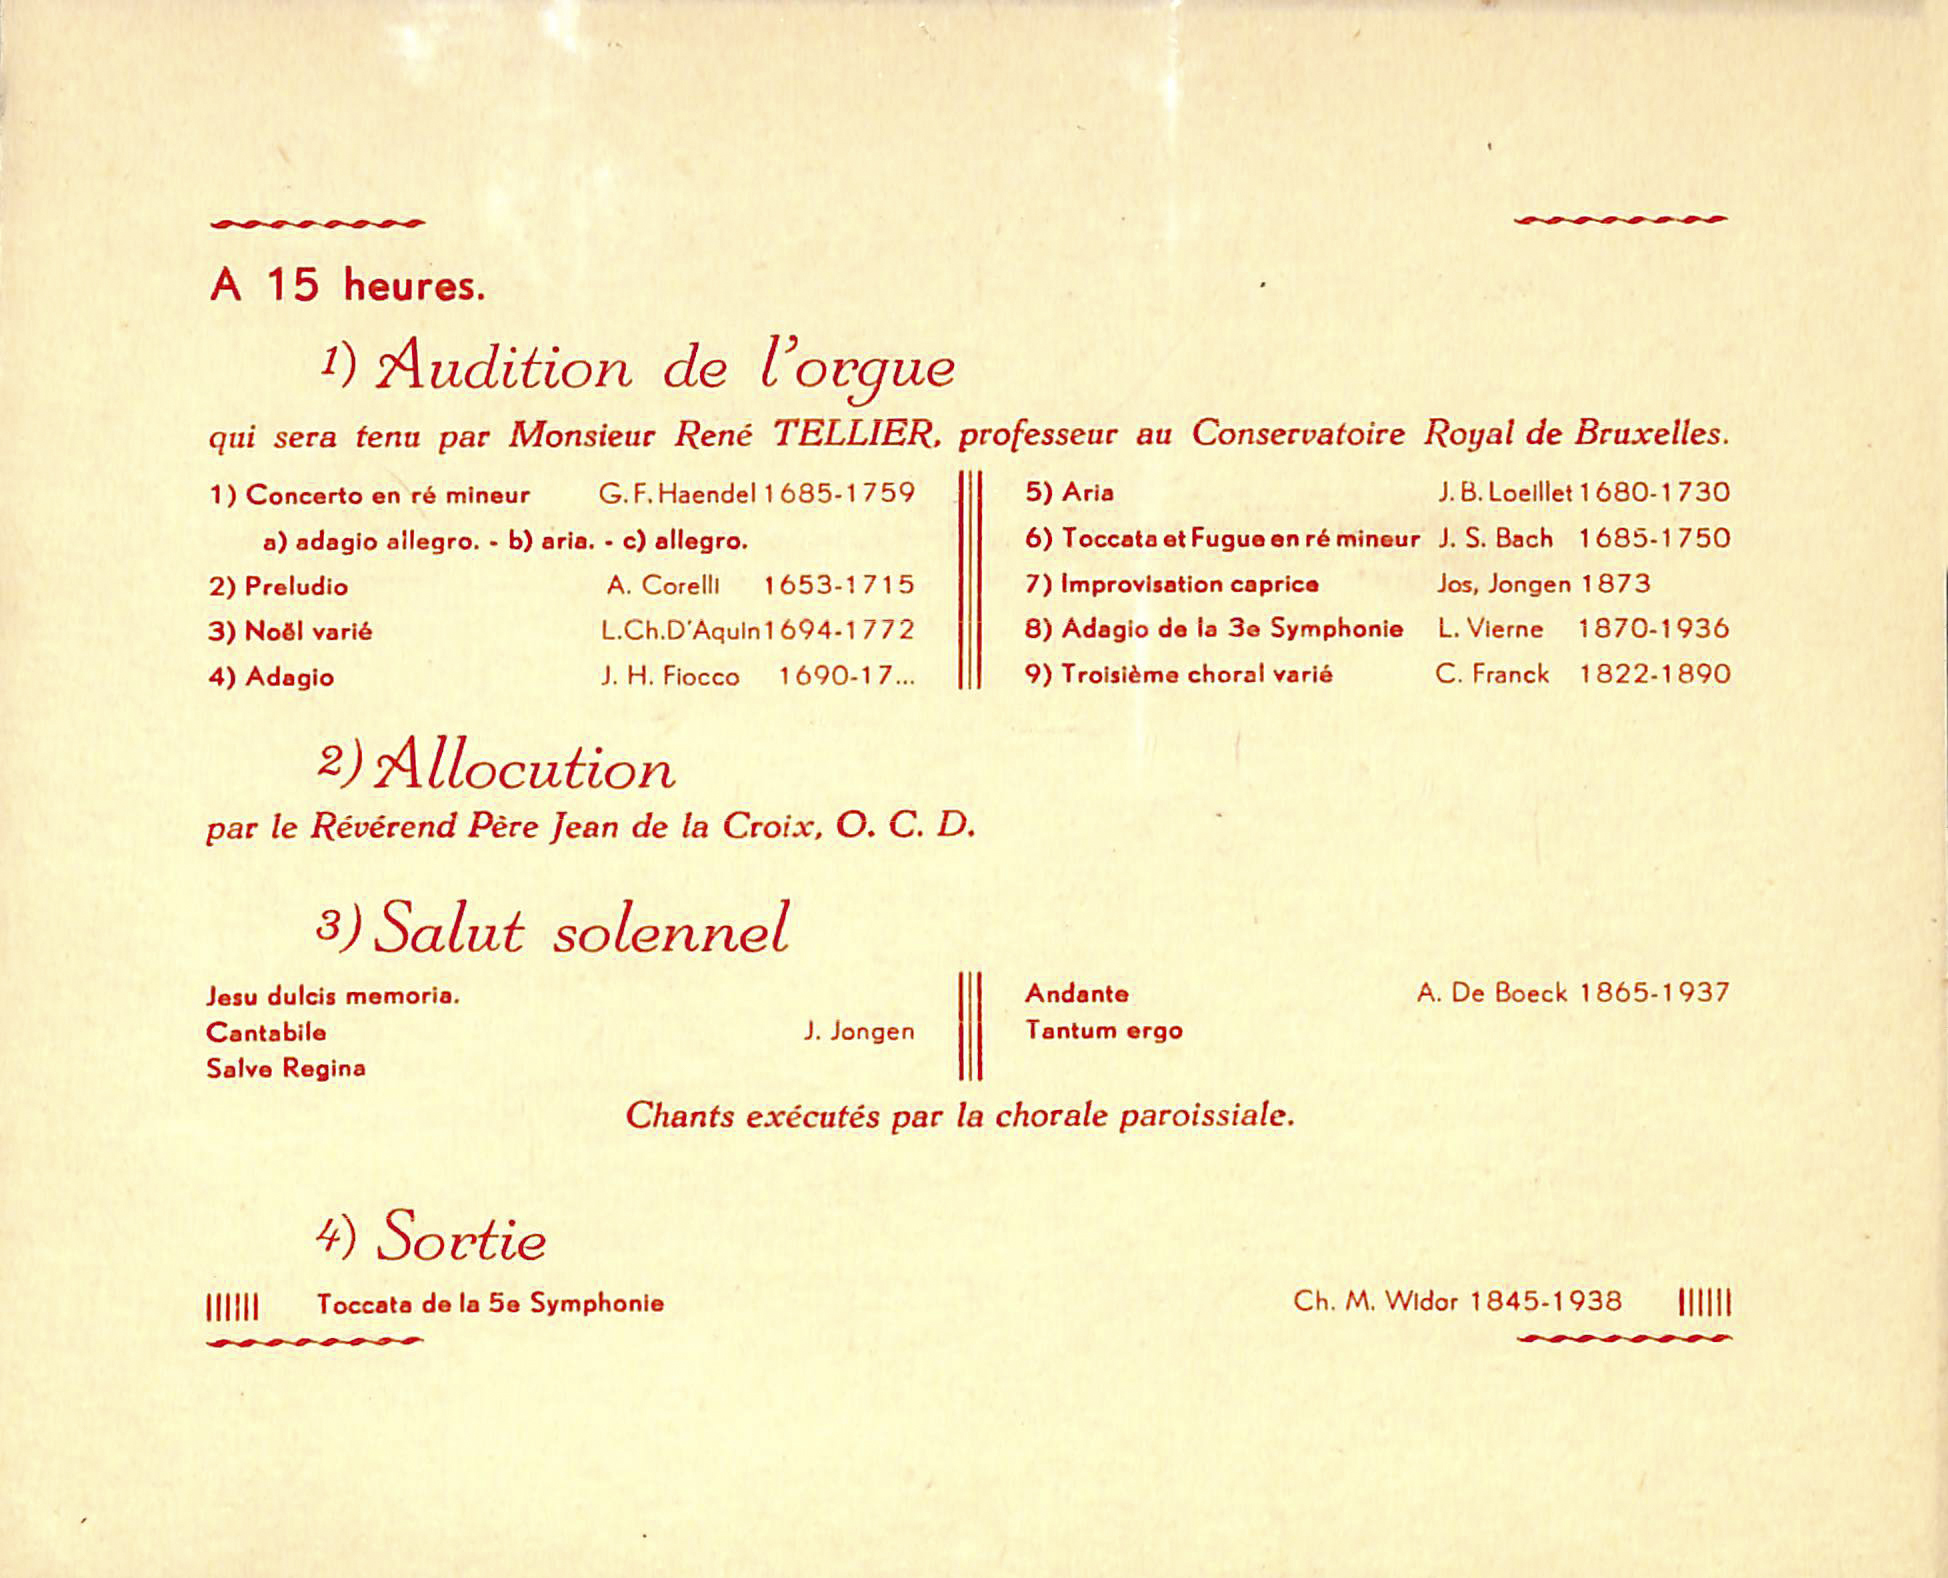 A 15 heures.
1) Audition de l'orgue
qui sera tenu par Monsieur René TELLIER, professeur au Conservatoire Royal de Bruxelles.
1) Concerto en ré mineur G. F. Haendel 1685-1759
a) adagio allegro. - b) aria. - c) allegro.
2) Preludio A. Corelli 1653-1715
3) Noël varié L.Ch.D'Aquin 1694-1772
4) Adagio J. H. Fiocco 1690-17...
5) Aria J. B. Loeillet 1680-1730
6) Toccata et Fugue en ré mineur J. S. Bach 1685-1750
7) Improvisation caprice Jos, Jongen 1873
8) Adagio de la 3e Symphonie L. Vierne 1870-1936
9) Troisième choral varié C. Franck 1822-1890
2) Allocution
par le Révérend Père Jean de la Croix, O. C. D.
3) Salut solennel
Jesu dulcis memoria.
Cantabile J. Jongen
Salve Regina
Andante A. De Boeck 1865-1937
Tantum ergo
Chants exécutés par la chorale paroissiale.
4) Sortie
Toccata de la 5e Symphonie Ch. M. Widor 1845-1938